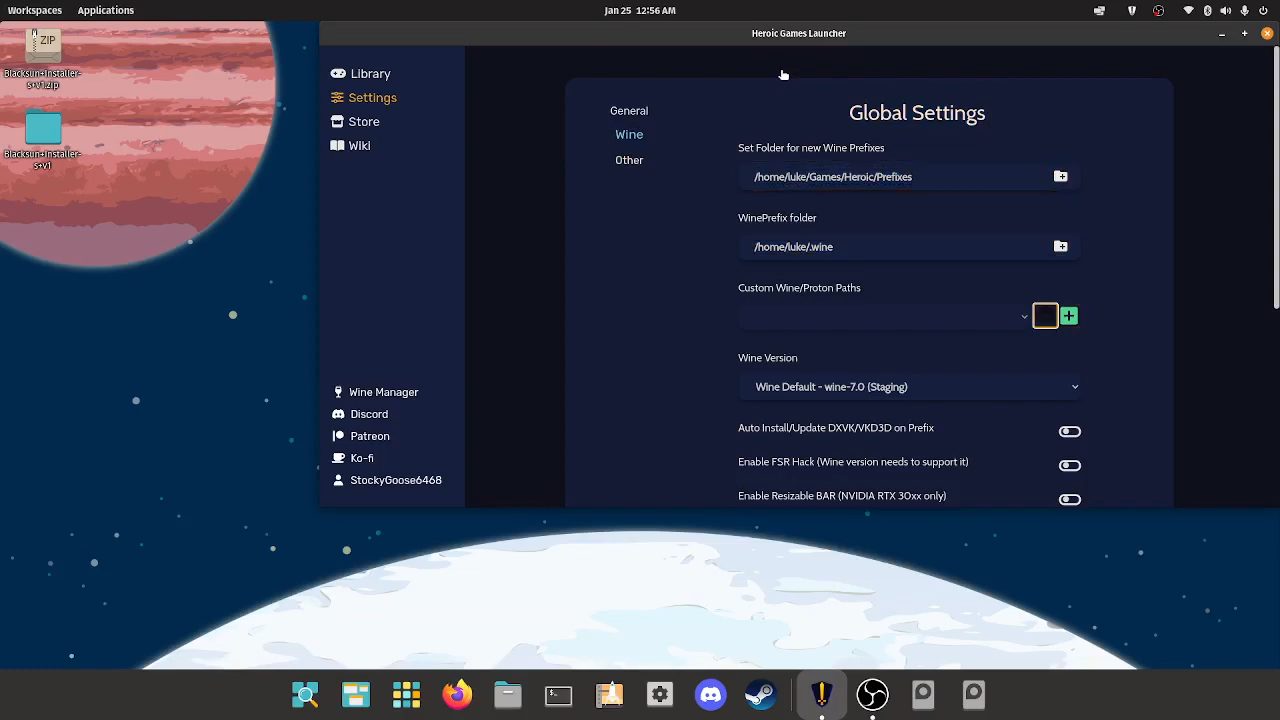 Workspaces
Applications
Jan 25 12:56 AM
ZIP
Blacksun+Installer-
s+v1.zip
Blacksun+Installer-
s+v1
Heroic Games Launcher
Library
Settings
Store
Wiki
Wine Manager
Discord
Patreon
Ko-fi
StockyGoose6468
General
Wine
Other
Global Settings
Set Folder for new Wine Prefixes
/home/luke/Games/Heroic/Prefixes
WinePrefix folder
/home/luke/.wine
Custom Wine/Proton Paths
Wine Version
Wine Default - wine-7.0 (Staging)
Auto Install/Update DXVK/VKD3D on Prefix
Enable FSR Hack (Wine version needs to support it)
Enable Resizable BAR (NVIDIA RTX 30xx only)